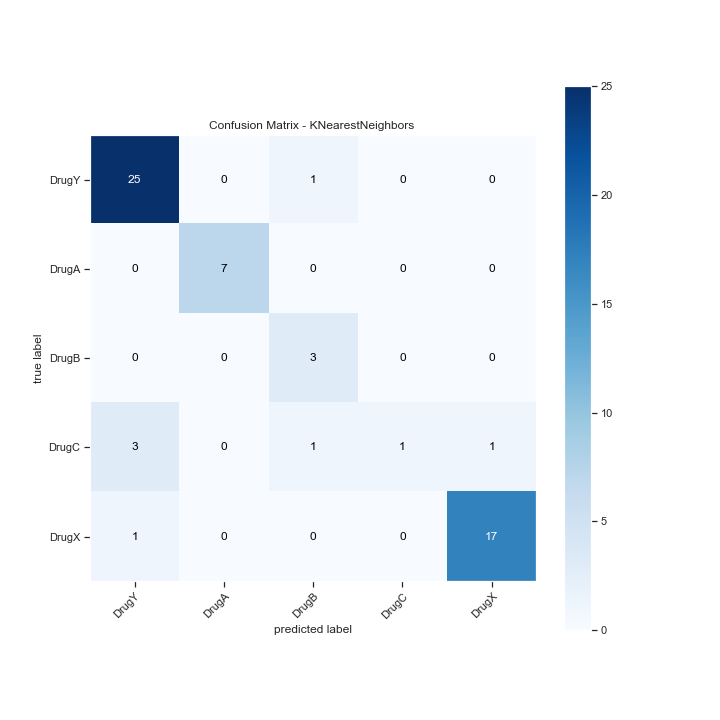 Confusion Matrix - KNearestNeighbors
true label
DrugY 25 0 1 0 0
DrugA 0 7 0 0 0
DrugB 0 0 3 0 0
DrugC 3 0 1 1 1
DrugX 1 0 0 0 17
DrugY DrugA DrugB DrugC DrugX
predicted label
25
20
15
10
5
0